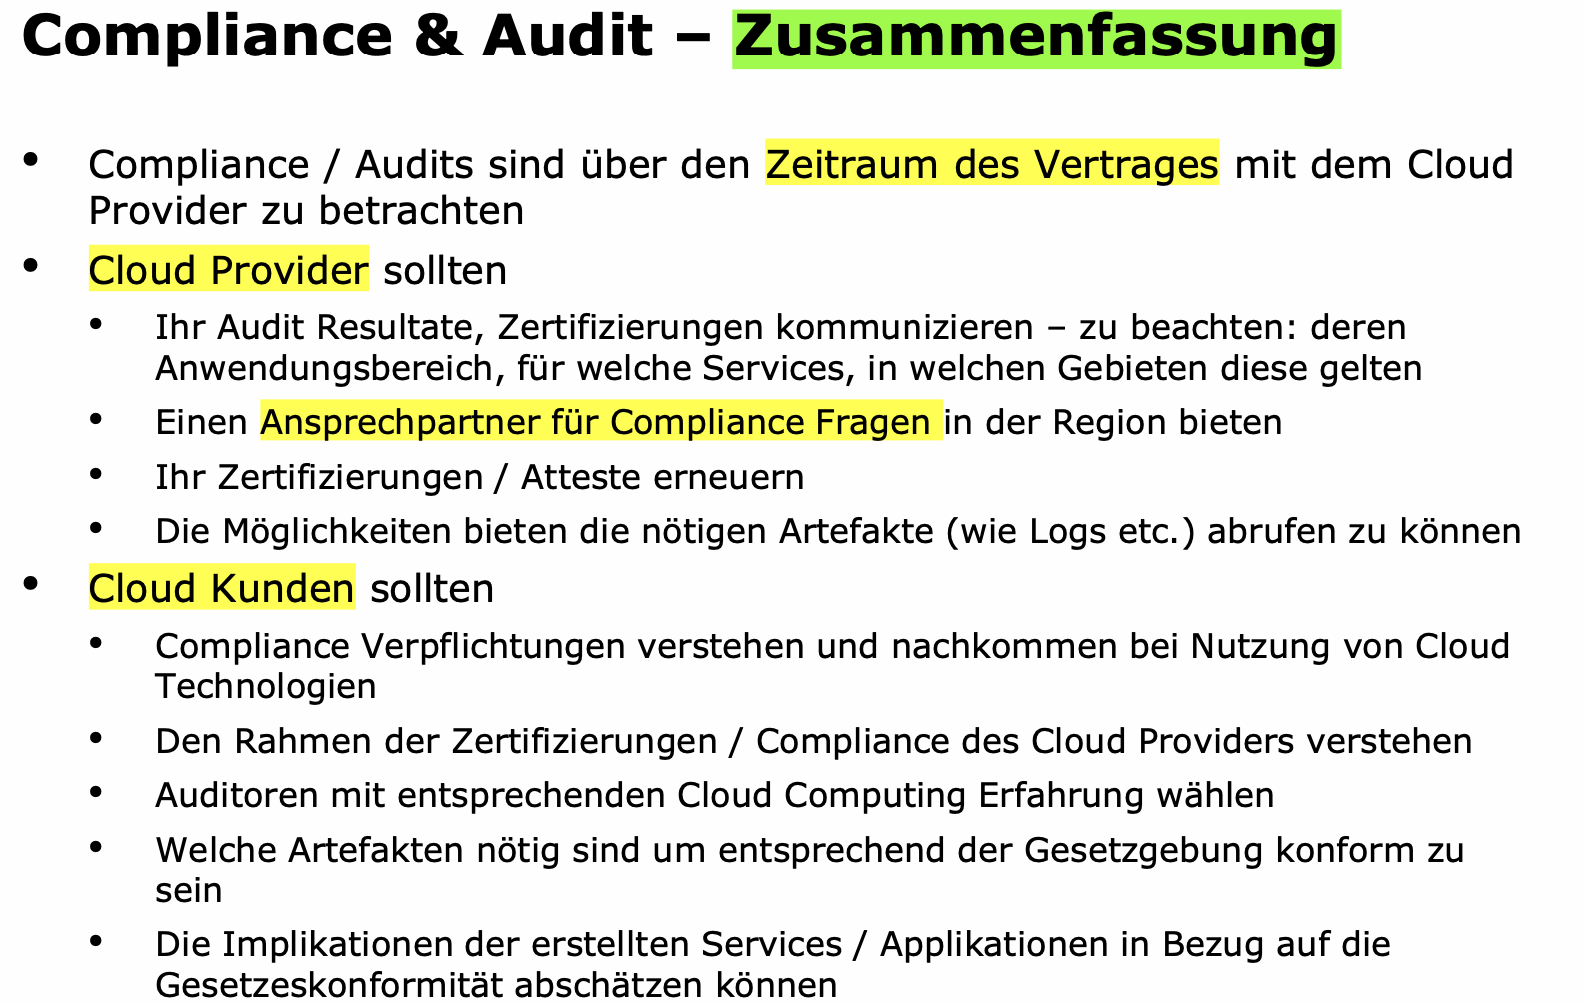 Compliance & Audit – Zusammenfassung
• Compliance / Audits sind über den Zeitraum des Vertrages mit dem Cloud
Provider zu betrachten
• Cloud Provider sollten
• Ihr Audit Resultate, Zertifizierungen kommunizieren – zu beachten: deren
Anwendungsbereich, für welche Services, in welchen Gebieten diese gelten
• Einen Ansprechpartner für Compliance Fragen in der Region bieten
• Ihr Zertifizierungen / Atteste erneuern
• Die Möglichkeiten bieten die nötigen Artefakte (wie Logs etc.) abrufen zu können
• Cloud Kunden sollten
• Compliance Verpflichtungen verstehen und nachkommen bei Nutzung von Cloud
Technologien
• Den Rahmen der Zertifizierungen / Compliance des Cloud Providers verstehen
• Auditoren mit entsprechenden Cloud Computing Erfahrung wählen
• Welche Artefakten nötig sind um entsprechend der Gesetzgebung konform zu
sein
• Die Implikationen der erstellten Services / Applikationen in Bezug auf die
Gesetzeskonformität abschätzen können